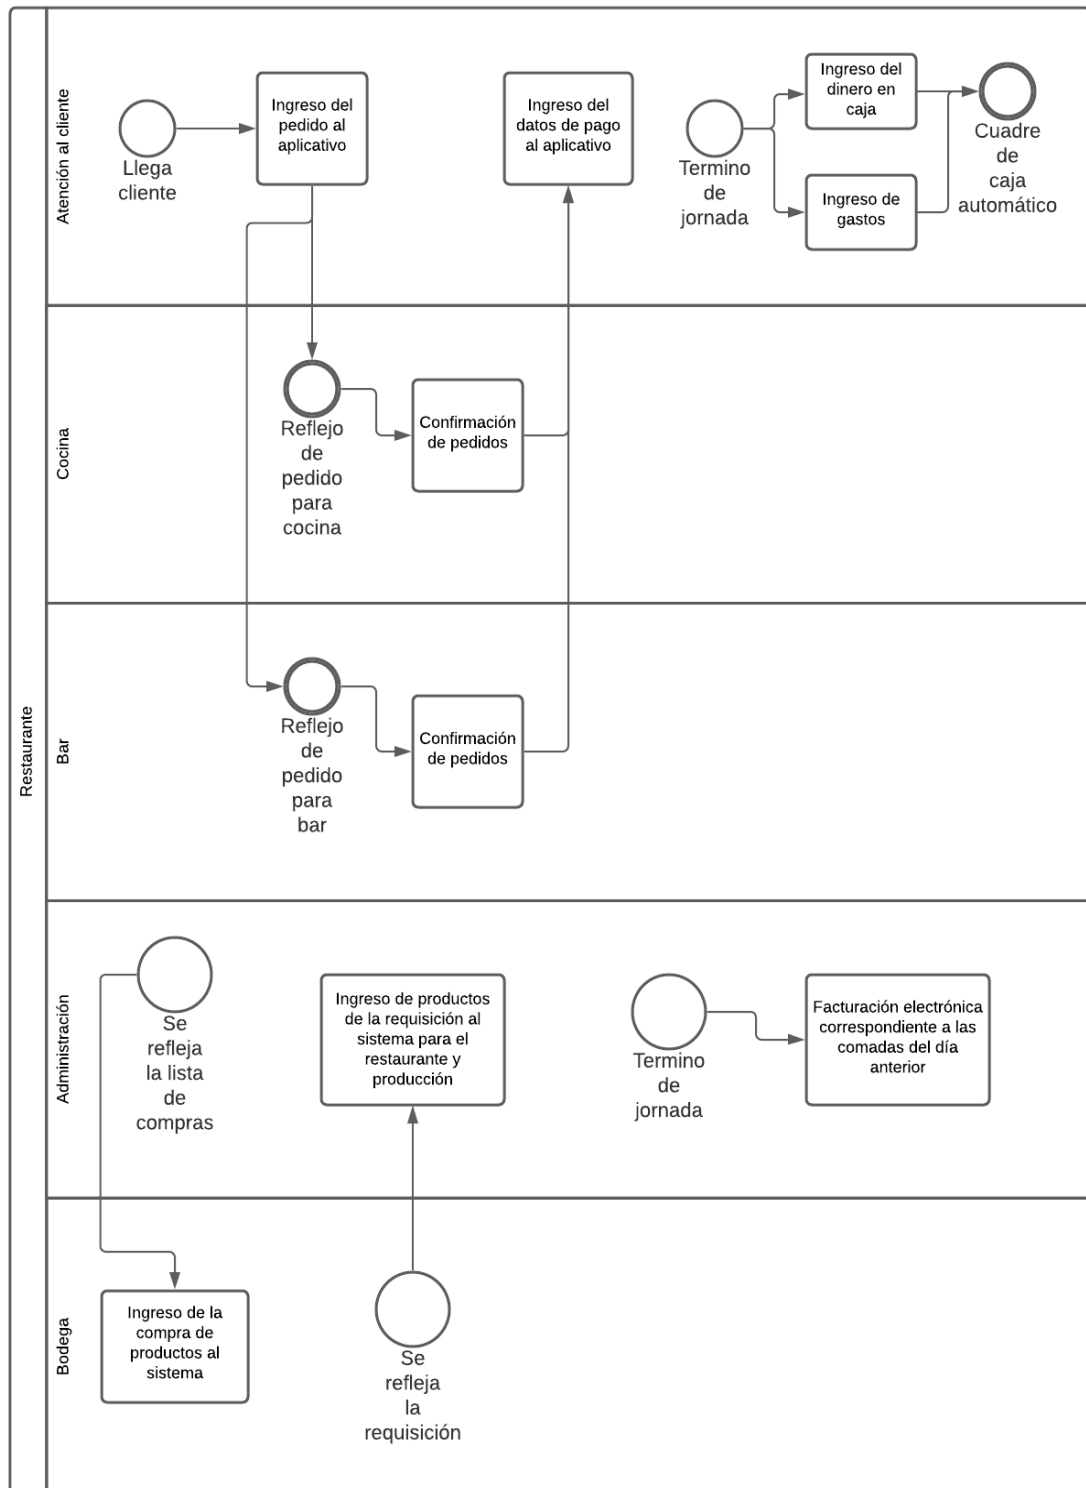 Restaurante
Atención al cliente
Llega
cliente
Ingreso del
pedido al
aplicativo
Ingreso del
datos de pago
al aplicativo
Termino
de
jornada
Ingreso del
dinero en
caja
Ingreso de
gastos
Cuadre
de
caja
automático
Cocina
Reflejo
de
pedido
para
cocina
Confirmación
de pedidos
Bar
Reflejo
de
pedido
para
bar
Confirmación
de pedidos
Administración
Se
refleja
la lista
de
compras
Ingreso de productos
de la requisición al
sistema para el
restaurante y
producción
Termino
de
jornada
Facturación electrónica
correspondiente a las
comadas del día
anterior
Bodega
Ingreso de la
compra de
productos al
sistema
Se
refleja
la
requisición